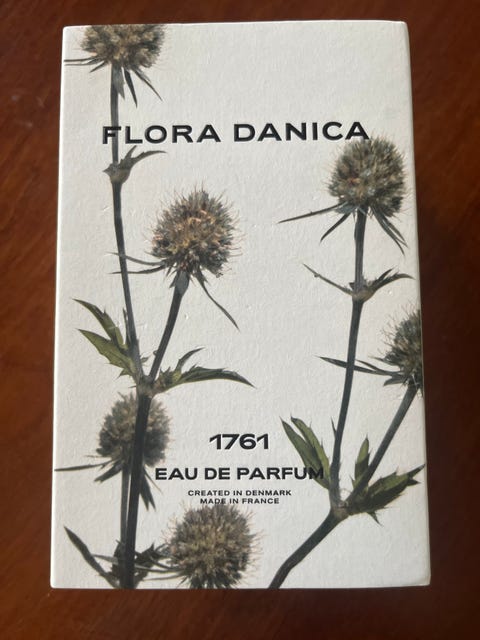 FLORA DANICA
1761
EAU DE PARFUM
CREATED IN DENMARK
MADE IN FRANCE